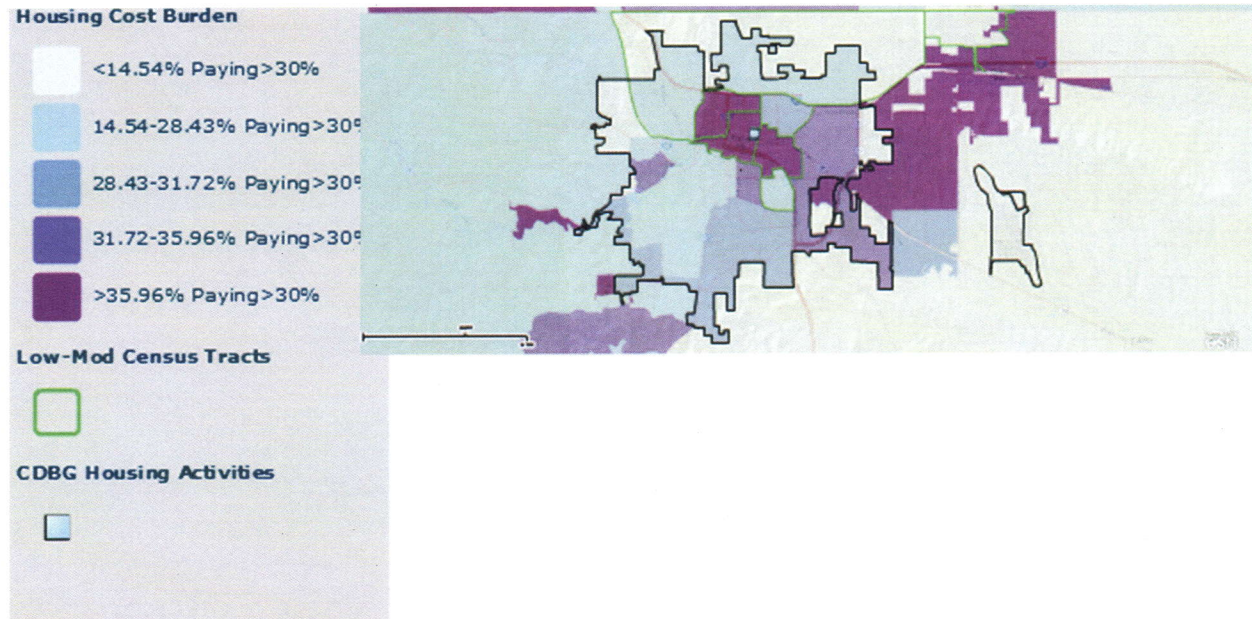 Housing Cost Burden
<14.54% Paying>30%
14.54-28.43% Paying>30%
28.43-31.72% Paying>30%
31.72-35.96% Paying>30%
>35.96% Paying>30%
Low-Mod Census Tracts
CDBG Housing Activities
esri